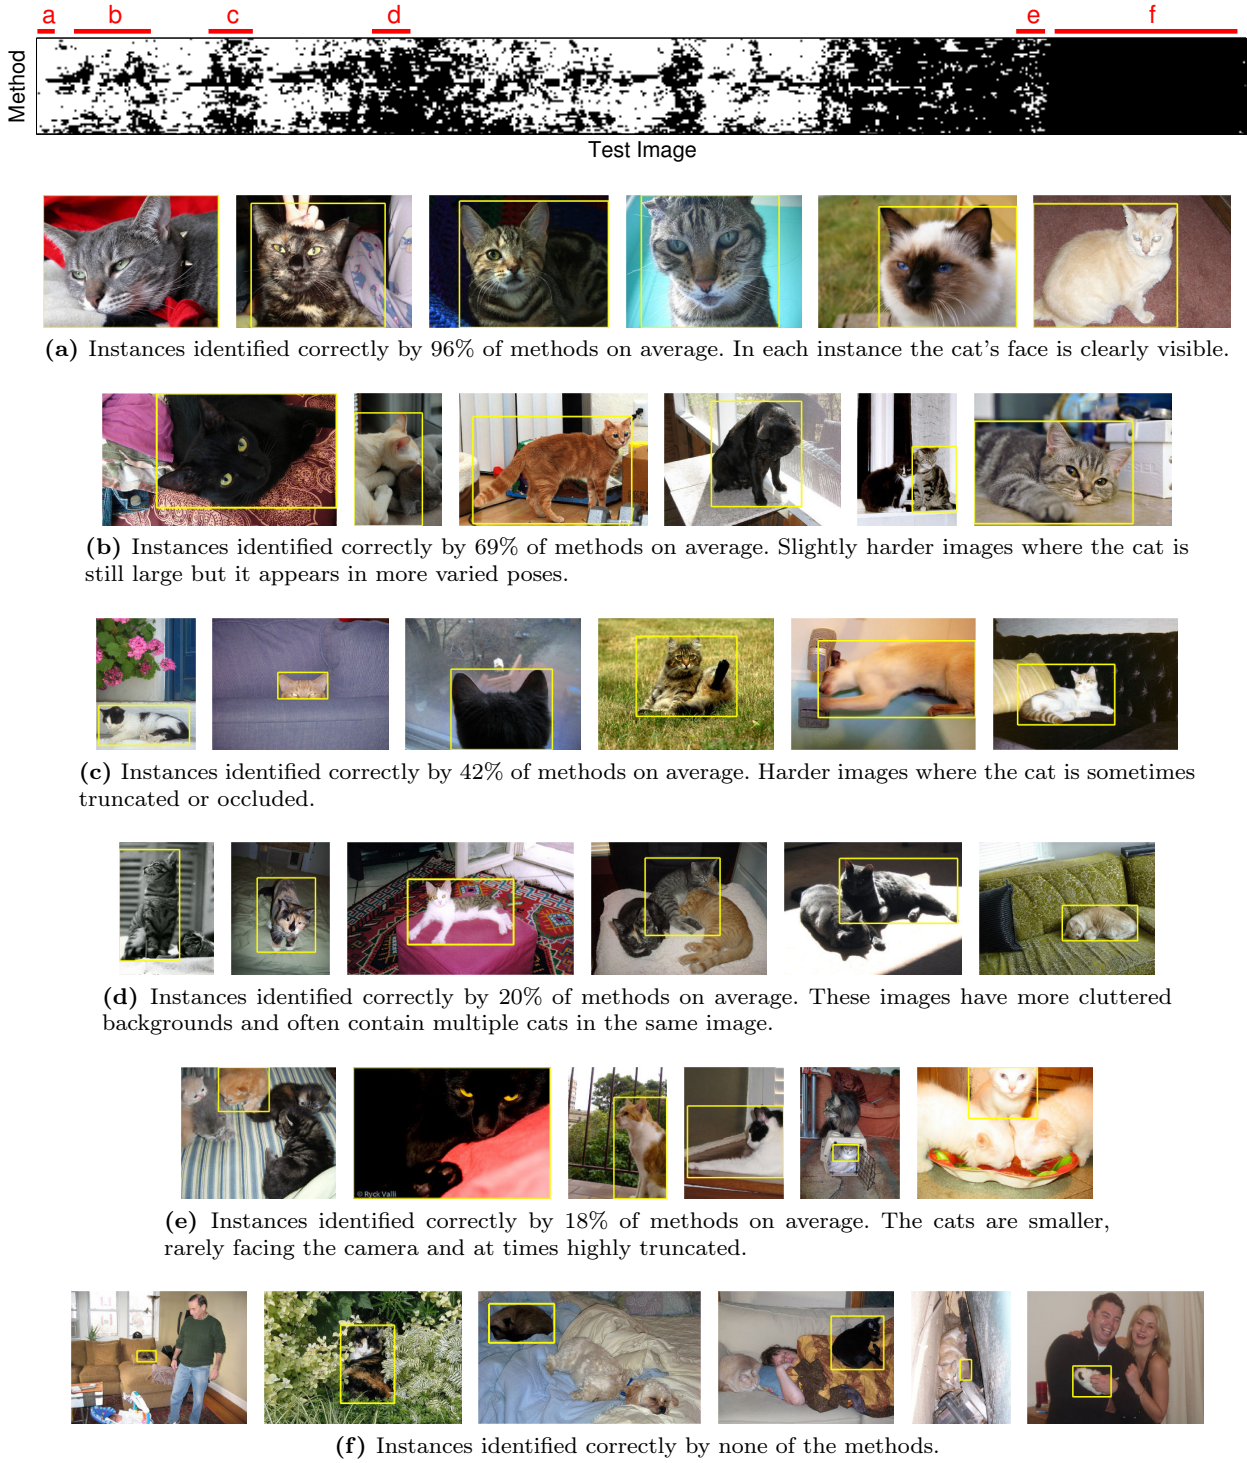 a b c d e f
Method
Test Image
(a) Instances identified correctly by 96% of methods on average. In each instance the cat's face is clearly visible.
(b) Instances identified correctly by 69% of methods on average. Slightly harder images where the cat is
still large but it appears in more varied poses.
(c) Instances identified correctly by 42% of methods on average. Harder images where the cat is sometimes
truncated or occluded.
(d) Instances identified correctly by 20% of methods on average. These images have more cluttered
backgrounds and often contain multiple cats in the same image.
© Ryck Valli
(e) Instances identified correctly by 18% of methods on average. The cats are smaller,
rarely facing the camera and at times highly truncated.
(f) Instances identified correctly by none of the methods.